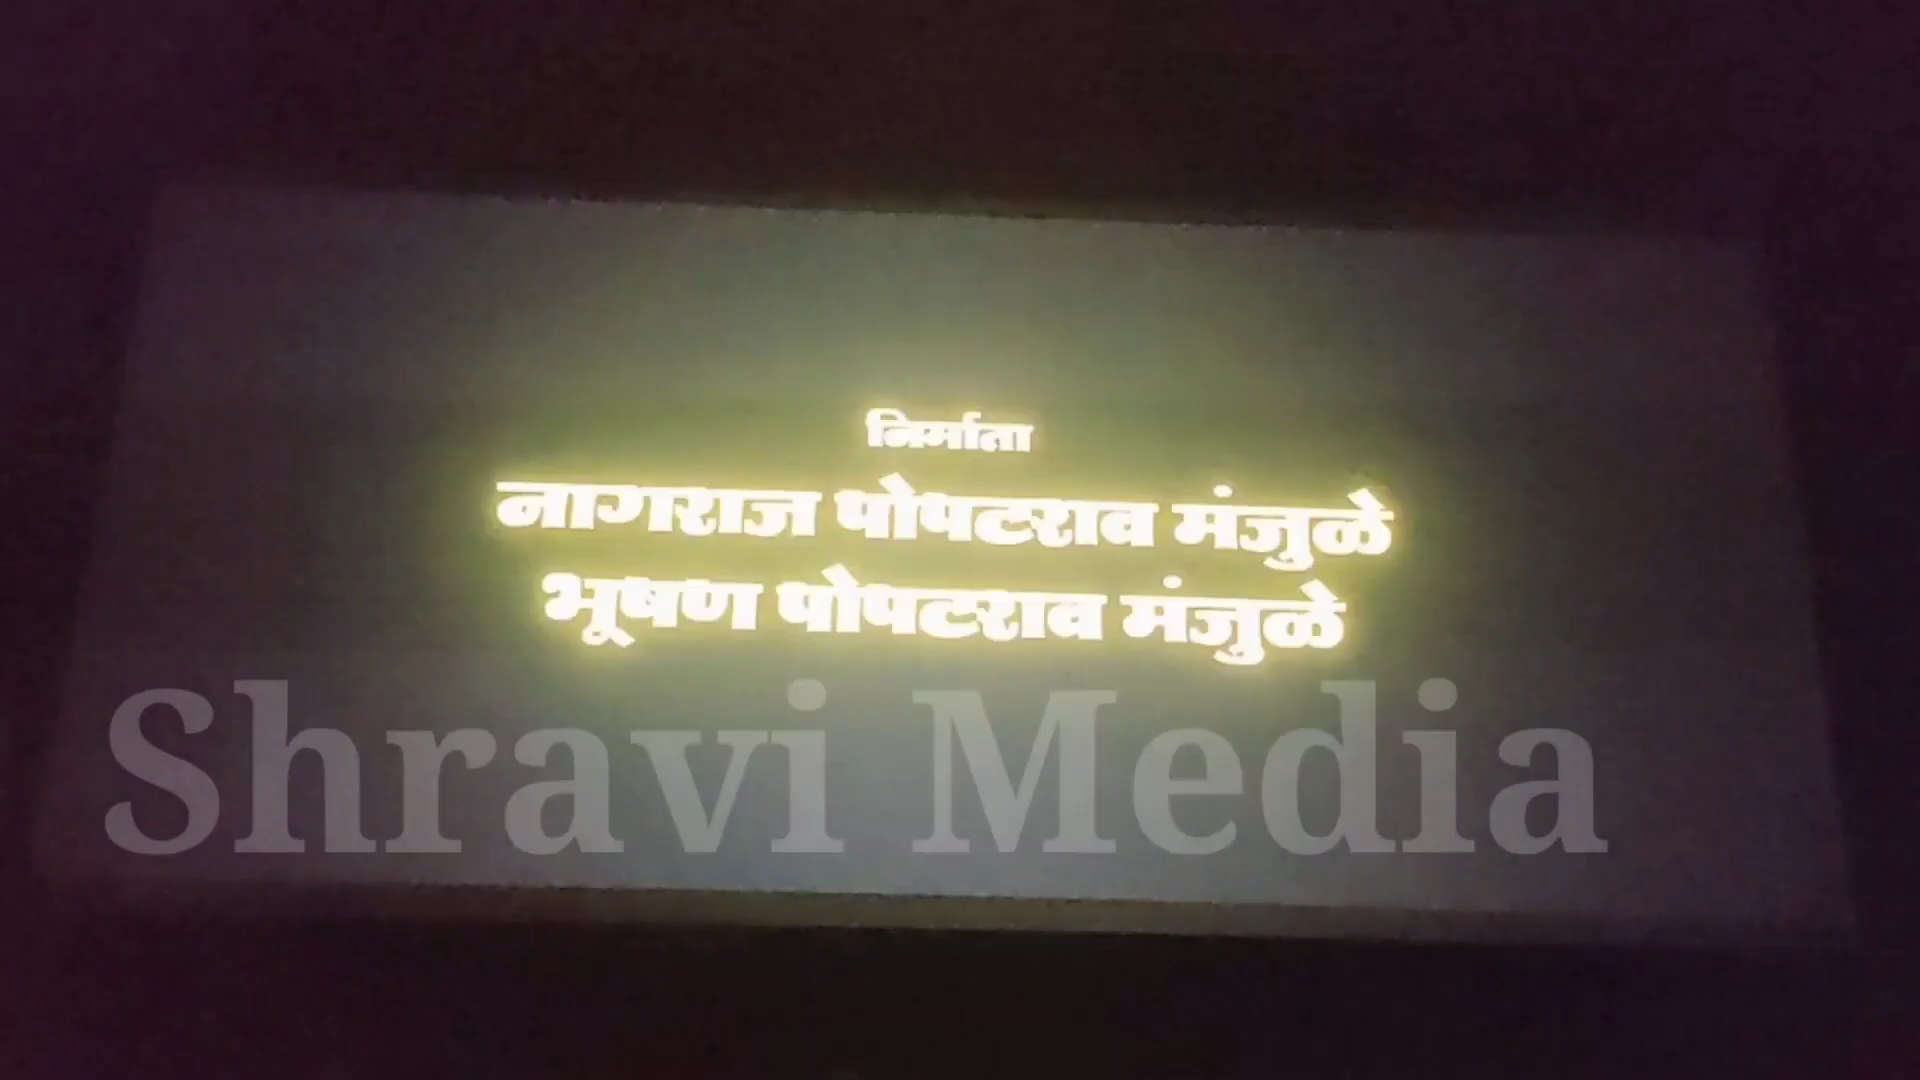 निर्माता
नागराज पोपटराव मंजुळे
भूषण पोपटराव मंजुळे
Shravi Media